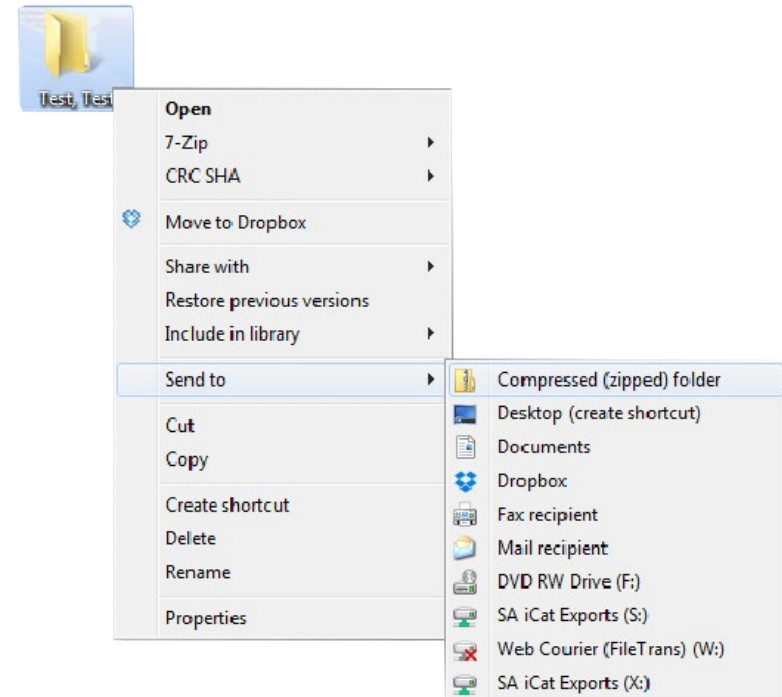 Test, Test
Open
7-Zip
CRC SHA
Move to Dropbox
Share with
Restore previous versions
Include in library
Send to
Cut
Copy
Create shortcut
Delete
Rename
Properties
Compressed (zipped) folder
Desktop (create shortcut)
Documents
Dropbox
Fax recipient
Mail recipient
DVD RW Drive (F:)
SA iCat Exports (S:)
Web Courier (FileTrans) (W:)
SA iCat Exports (X:)